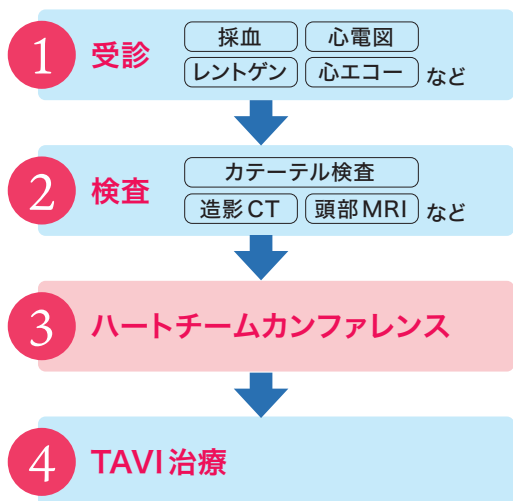 1 受診 採血 心電図
レントゲン 心エコー など
2 検査 カテーテル検査
造影CT 頭部MRI など
3 ハートチームカンファレンス
4 TAVI治療